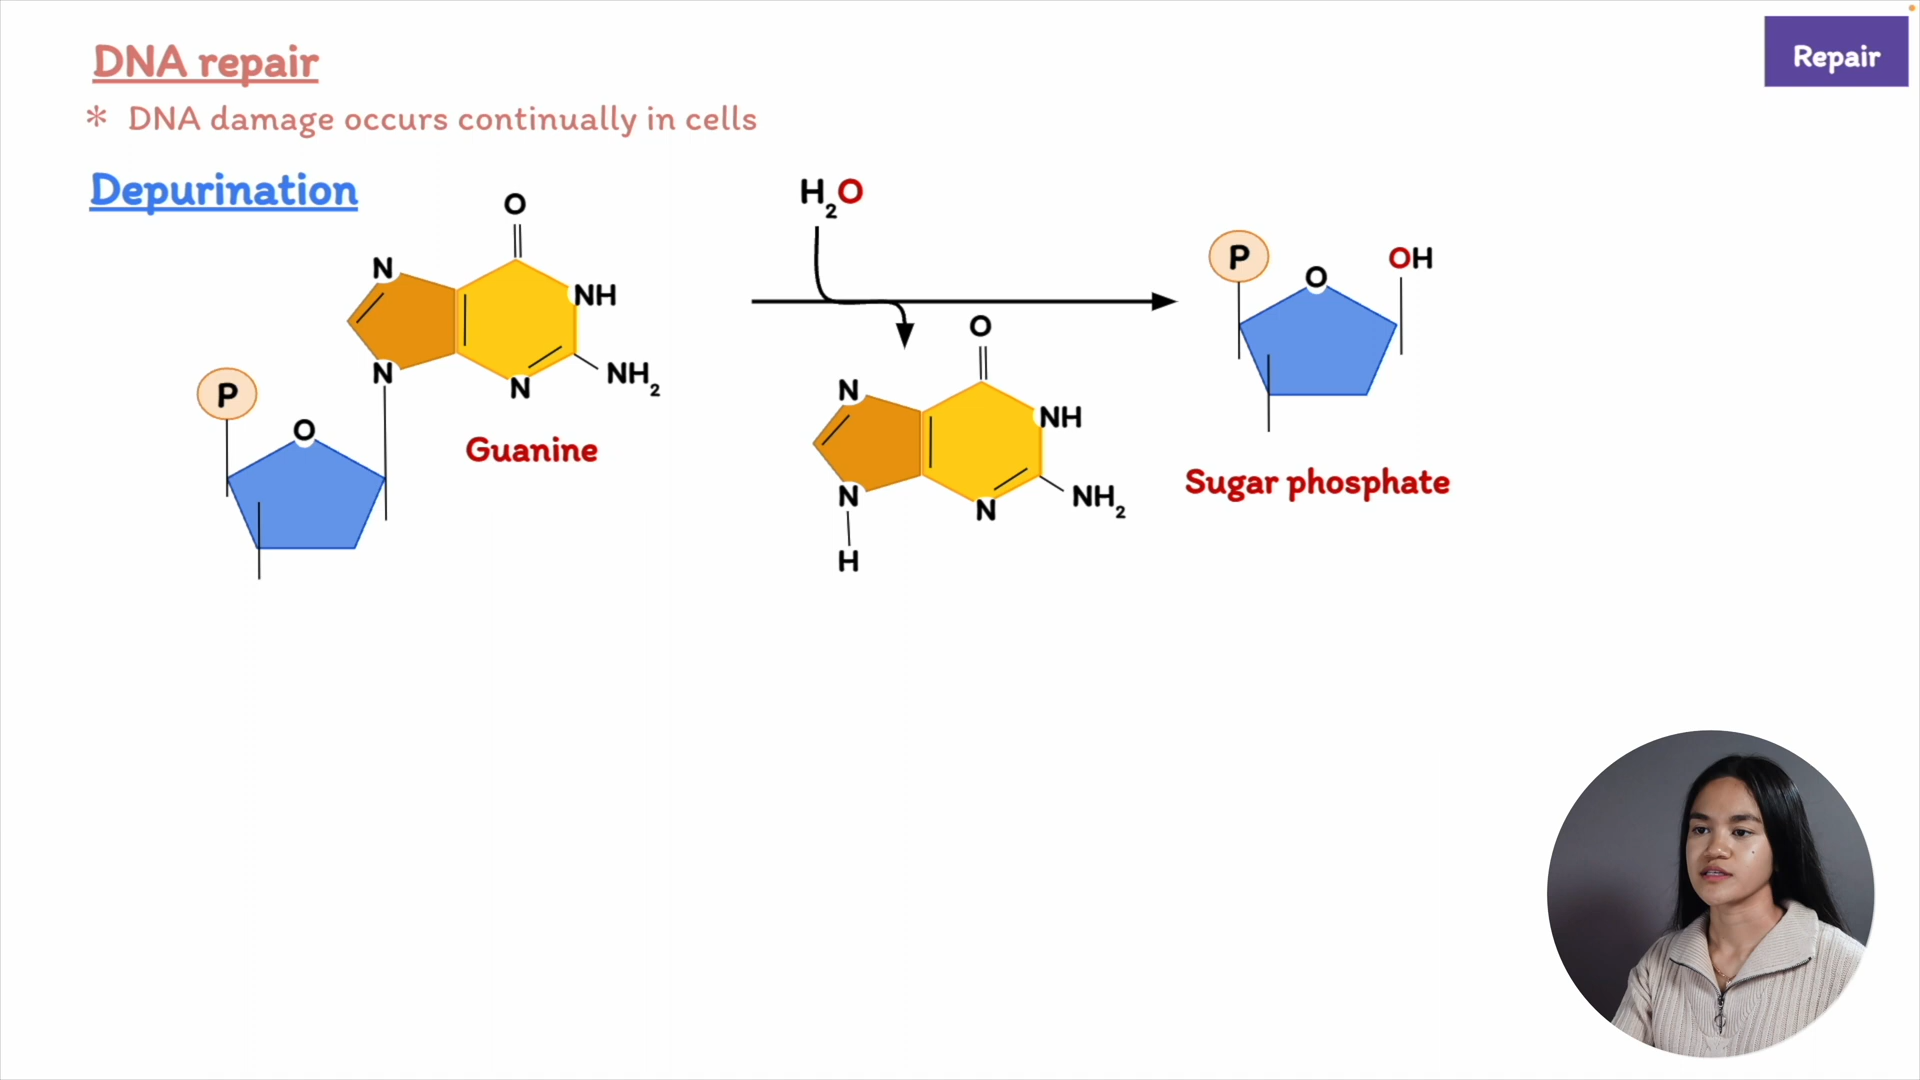 DNA repair
Repair
* DNA damage occurs continually in cells
Depurination
O
N
NH
N
N
NH2
P
O
Guanine
H2O
O
N
NH
N
N
NH2
H
P
O
OH
Sugar phosphate